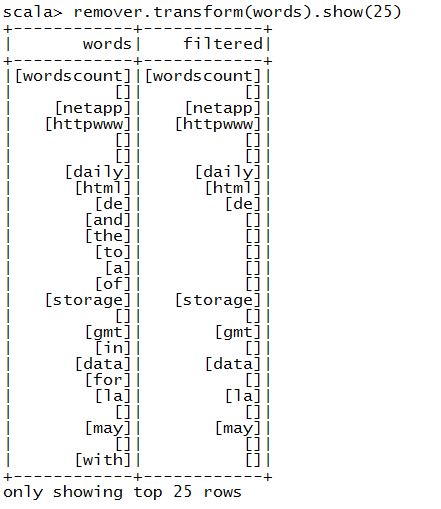 scala> remover.transform(words).show(25)
+------------+------------+
|       words|    filtered|
+------------+------------+
|[wordscount]|[wordscount]|
|          []|          []|
|    [netapp]|    [netapp]|
|   [httpwww]|   [httpwww]|
|          []|          []|
|          []|          []|
|     [daily]|     [daily]|
|      [html]|      [html]|
|        [de]|        [de]|
|       [and]|          []|
|       [the]|          []|
|        [to]|          []|
|         [a]|          []|
|        [of]|          []|
|   [storage]|   [storage]|
|          []|          []|
|       [gmt]|       [gmt]|
|        [in]|          []|
|      [data]|      [data]|
|       [for]|          []|
|        [la]|        [la]|
|          []|          []|
|       [may]|       [may]|
|          []|          []|
|      [with]|          []|
+------------+------------+
only showing top 25 rows